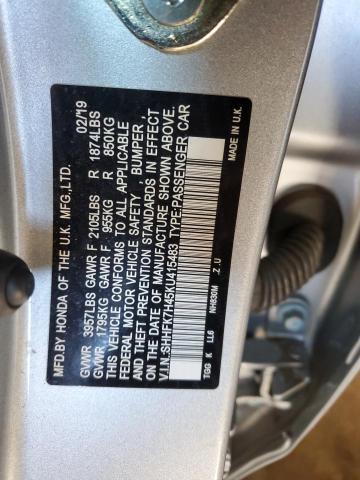 MFD.BY HONDA OF THE U.K. MFG.,LTD. 02/19
GVWR 3957LBS GAWR F 2105LBS R 1874LBS
GVWR 1795KG GAWR F 955KG R 850KG
THIS VEHICLE CONFORMS TO ALL APPLICABLE
FEDERAL MOTOR VEHICLE SAFETY, BUMPER,
AND THEFT PREVENTION STANDARDS IN EFFECT
ON THE DATE OF MANUFACTURE SHOWN ABOVE.
V.I.N.:SHHFK7H45KU415483 TYPE:PASSENGER CAR
NH830M Z U MADE IN U.K.
TGG K LL6